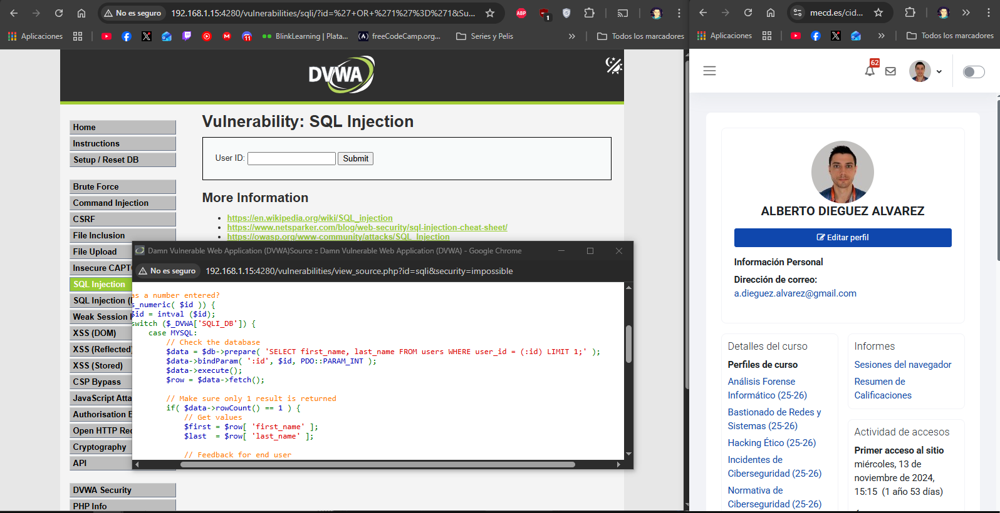 No es seguro
192.168.1.15:4280/vulnerabilities/sqli/?id=%27+OR+%271%27%3D%271&Su...
ABP
1
Aplicaciones
BlinkLearning | Plata...
freeCodeCamp.org...
Series y Pelis
Todos los marcadores
DVWA
Home
Instructions
Setup / Reset DB
Brute Force
Command Injection
CSRF
File Inclusion
File Upload
Insecure CAPT
SQL Injection
SQL Injection (
Weak Session
XSS (DOM)
XSS (Reflected)
XSS (Stored)
CSP Bypass
JavaScript Atta
Authorisation
Open HTTP Re
Cryptography
API
DVWA Security
PHP Info
Vulnerability: SQL Injection
User ID:
Submit
More Information
https://en.wikipedia.org/wiki/SQL_injection
https://www.netsparker.com/blog/web-security/sql-injection-cheat-sheet/
https://owasp.org/www-community/attacks/SQL_Injection
Damn Vulnerable Web Application (DVWA)Source :: Damn Vulnerable Web Application (DVWA) - Google Chrome
No es seguro
192.168.1.15:4280/vulnerabilities/view_source.php?id=sqli&security=impossible
as a number entered?
s_numeric( $id )) {
$id = intval ($id);
switch ($_DVWA['SQLI_DB']) {
case MYSQL:
// Check the database
$data = $db->prepare( 'SELECT first_name, last_name FROM users WHERE user_id = (:id) LIMIT 1;' );
$data->bindParam( ':id', $id, PDO::PARAM_INT );
$data->execute();
$row = $data->fetch();
// Make sure only 1 result is returned
if( $data->rowCount() == 1 ) {
// Get values
$first = $row[ 'first_name' ];
$last  = $row[ 'last_name' ];
// Feedback for end user
mecd.es/cid...
Aplicaciones
Todos los marcadores
62
ALBERTO DIEGUEZ ALVAREZ
Editar perfil
Información Personal
Dirección de correo:
a.dieguez.alvarez@gmail.com
Detalles del curso
Perfiles de curso
Análisis Forense
Informático (25-26)
Bastionado de Redes y
Sistemas (25-26)
Hacking Ético (25-26)
Incidentes de
Ciberseguridad (25-26)
Normativa de
Ciberseguridad (25-26)
Informes
Sesiones del navegador
Resumen de
Calificaciones
Actividad de accesos
Primer acceso al sitio
miércoles, 13 de
noviembre de 2024,
15:15  (1 año 53 días)